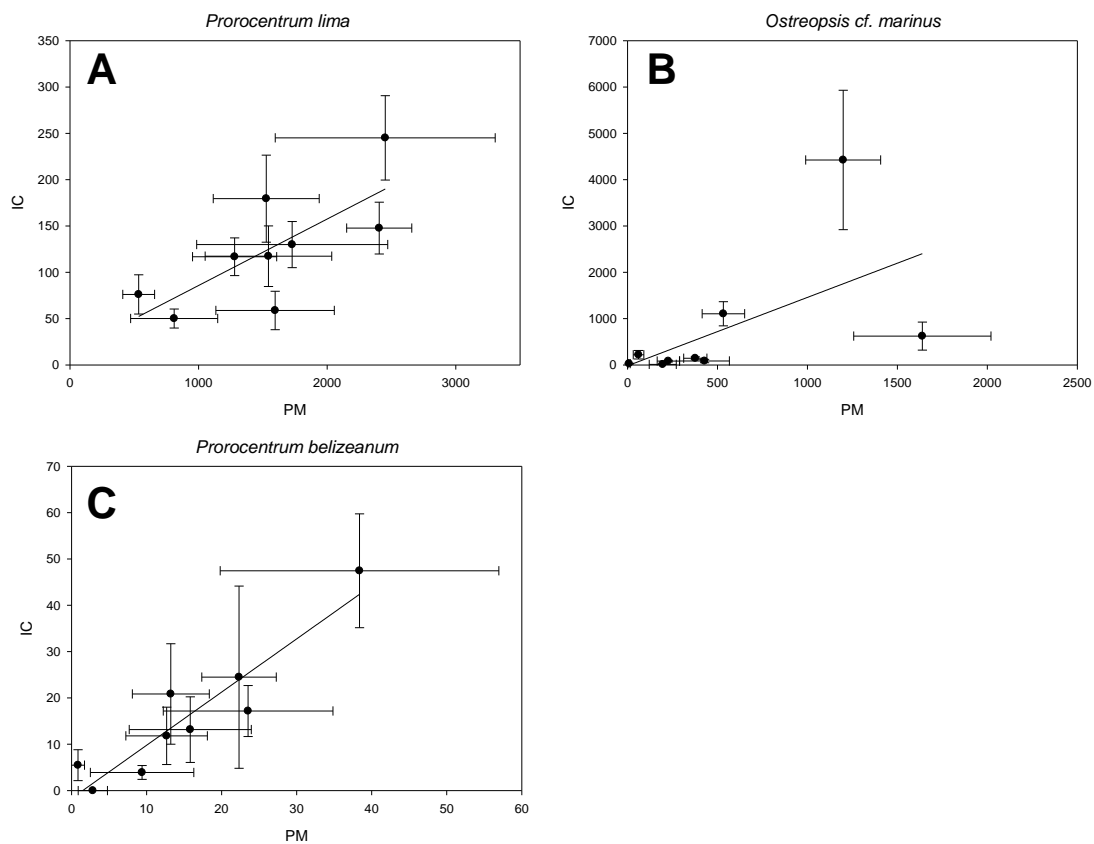 Prorocentrum lima
A
350
300
250
200
150
100
50
0
IC
0 1000 2000 3000
PM
Ostreopsis cf. marinus
B
7000
6000
5000
4000
3000
2000
1000
0
IC
0 500 1000 1500 2000 2500
PM
Prorocentrum belizeanum
C
70
60
50
40
30
20
10
0
IC
0 10 20 30 40 50 60
PM